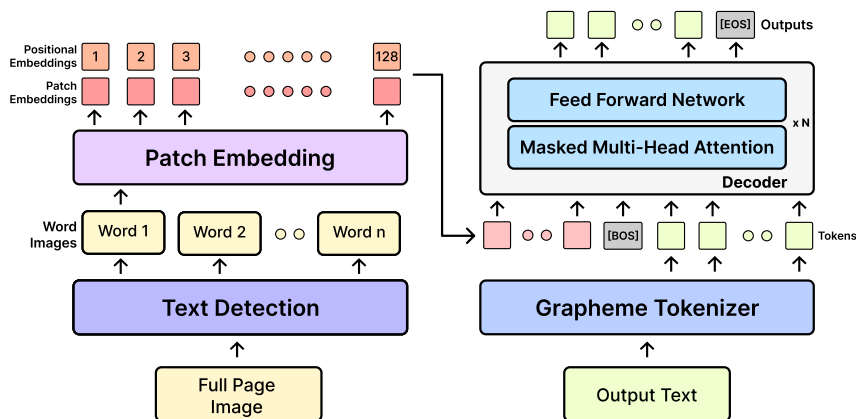 Positional
Embeddings
1
2
3
128
Patch
Embeddings
Patch Embedding
Word
Images
Word 1
Word 2
Word n
Text Detection
Full Page
Image
[EOS]
Outputs
Feed Forward Network
Masked Multi-Head Attention
x N
Decoder
[BOS]
Tokens
Grapheme Tokenizer
Output Text